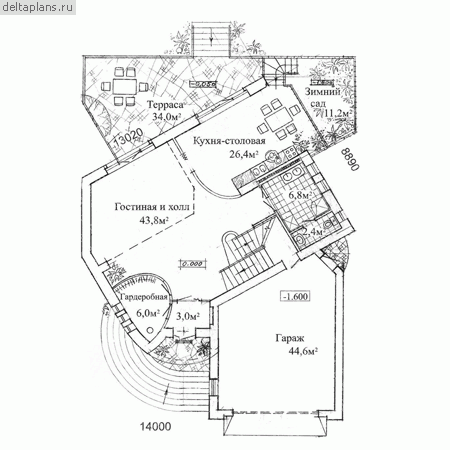 deltaplans.ru
-0.050
Терраса
34,0м²
Зимний
сад
11,2м²
13020
Кухня-столовая
26,4м²
8890
6,8м²
Гостиная и холл
43,8м²
0.000
Гардеробная
6,0м²
3,0м²
-1.600
Гараж
44,6м²
14000